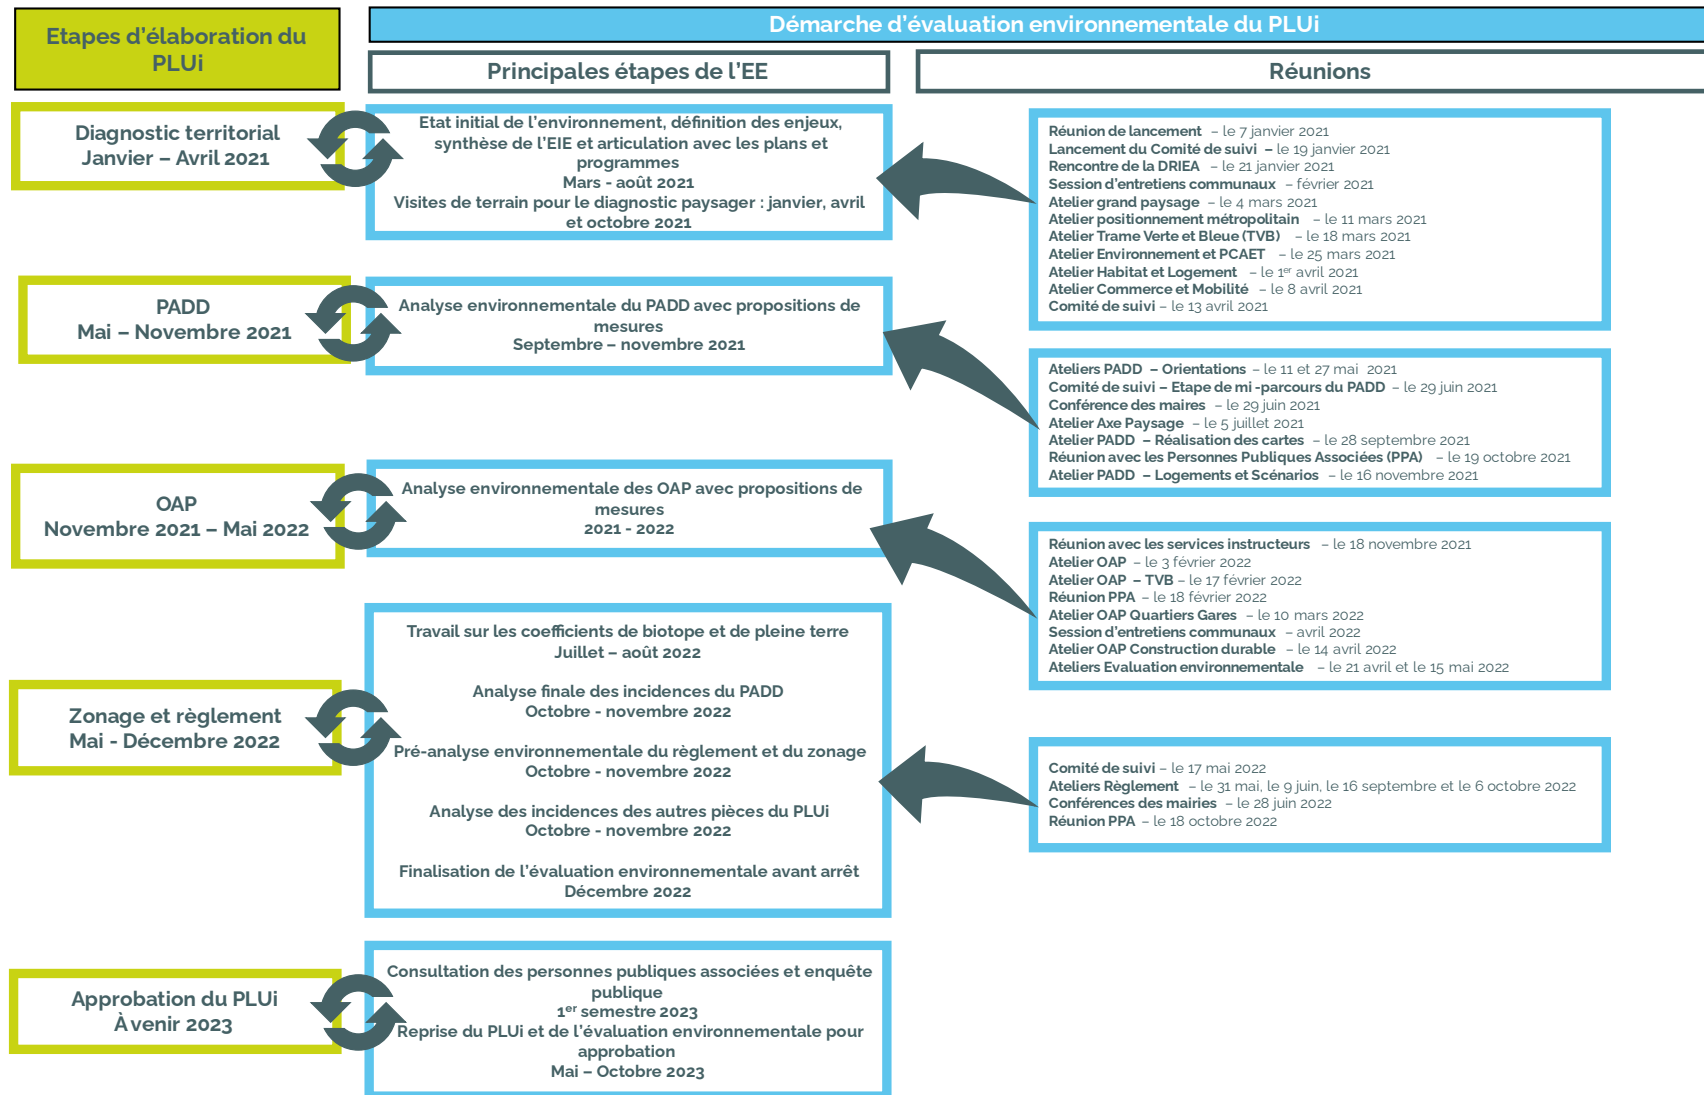 Etapes d'élaboration du
PLUi
Démarche d'évaluation environnementale du PLUi
Principales étapes de l'EE
Réunions
Diagnostic territorial
Janvier – Avril 2021
Etat initial de l'environnement, définition des enjeux,
synthèse de l'EIE et articulation avec les plans et
programmes
Mars - août 2021
Visites de terrain pour le diagnostic paysager : janvier, avril
et octobre 2021
Réunion de lancement – le 7 janvier 2021
Lancement du Comité de suivi – le 19 janvier 2021
Rencontre de la DRIEA – le 21 janvier 2021
Session d'entretiens communaux – février 2021
Atelier grand paysage – le 4 mars 2021
Atelier positionnement métropolitain – le 11 mars 2021
Atelier Trame Verte et Bleue (TVB) – le 18 mars 2021
Atelier Environnement et PCAET – le 25 mars 2021
Atelier Habitat et Logement – le 1er avril 2021
Atelier Commerce et Mobilité – le 8 avril 2021
Comité de suivi – le 13 avril 2021
PADD
Mai – Novembre 2021
Analyse environnementale du PADD avec propositions de
mesures
Septembre – novembre 2021
Ateliers PADD – Orientations – le 11 et 27 mai 2021
Comité de suivi – Etape de mi -parcours du PADD – le 29 juin 2021
Conférence des maires – le 29 juin 2021
Atelier Axe Paysage – le 5 juillet 2021
Atelier PADD – Réalisation des cartes – le 28 septembre 2021
Réunion avec les Personnes Publiques Associées (PPA) – le 19 octobre 2021
Atelier PADD – Logements et Scénarios – le 16 novembre 2021
OAP
Novembre 2021 – Mai 2022
Analyse environnementale des OAP avec propositions de
mesures
2021 - 2022
Réunion avec les services instructeurs – le 18 novembre 2021
Atelier OAP – le 3 février 2022
Atelier OAP – TVB – le 17 février 2022
Réunion PPA – le 18 février 2022
Atelier OAP Quartiers Gares – le 10 mars 2022
Session d'entretiens communaux – avril 2022
Atelier OAP Construction durable – le 14 avril 2022
Ateliers Evaluation environnementale – le 21 avril et le 15 mai 2022
Zonage et règlement
Mai - Décembre 2022
Travail sur les coefficients de biotope et de pleine terre
Juillet – août 2022
Analyse finale des incidences du PADD
Octobre - novembre 2022
Pré-analyse environnementale du règlement et du zonage
Octobre - novembre 2022
Analyse des incidences des autres pièces du PLUi
Octobre - novembre 2022
Finalisation de l'évaluation environnementale avant arrêt
Décembre 2022
Comité de suivi – le 17 mai 2022
Ateliers Règlement – le 31 mai, le 9 juin, le 16 septembre et le 6 octobre 2022
Conférences des mairies – le 28 juin 2022
Réunion PPA – le 18 octobre 2022
Approbation du PLUi
À venir 2023
Consultation des personnes publiques associées et enquête
publique
1er semestre 2023
Reprise du PLUi et de l'évaluation environnementale pour
approbation
Mai – Octobre 2023